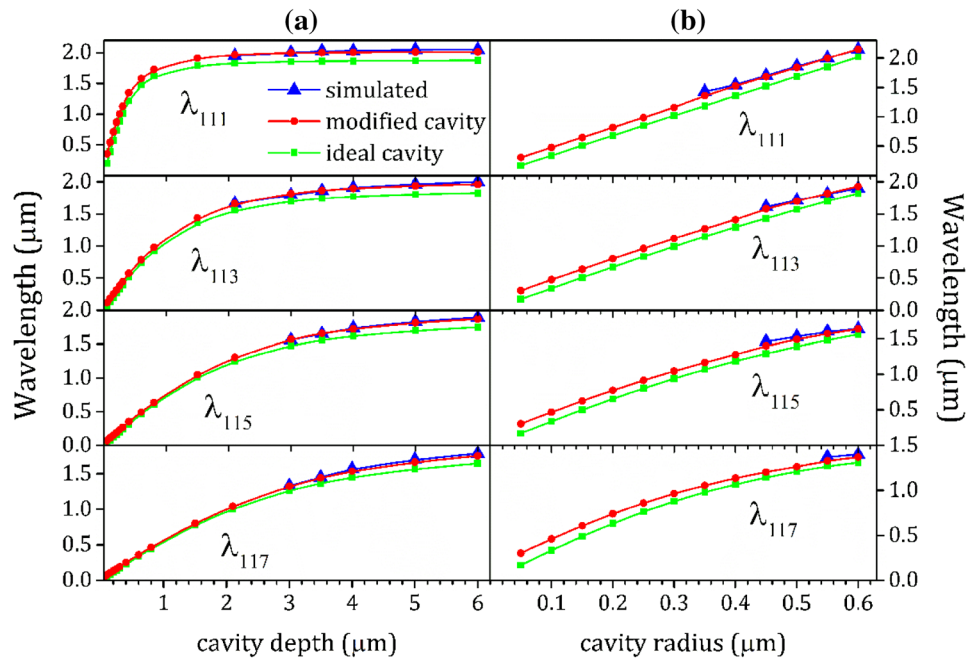 (a) (b)
2.0
1.5
1.0
0.5
λ111
simulated
modified cavity
ideal cavity
λ111
2.0
1.5
1.0
0.5
2.0
1.5
1.0
0.5
λ113
λ113
0.0
2.0
1.5
1.0
0.5
2.0
1.5
1.0
0.5
0.0
λ115
λ115
0.0
1.5
1.0
0.5
1.5
1.0
0.5
0.0
λ117
λ117
1.5
1.0
0.5
0.0
1 2 3 4 5 6
0.1 0.2 0.3 0.4 0.5 0.6
cavity depth (μm)
cavity radius (μm)
Wavelength (μm)
Wavelength (μm)